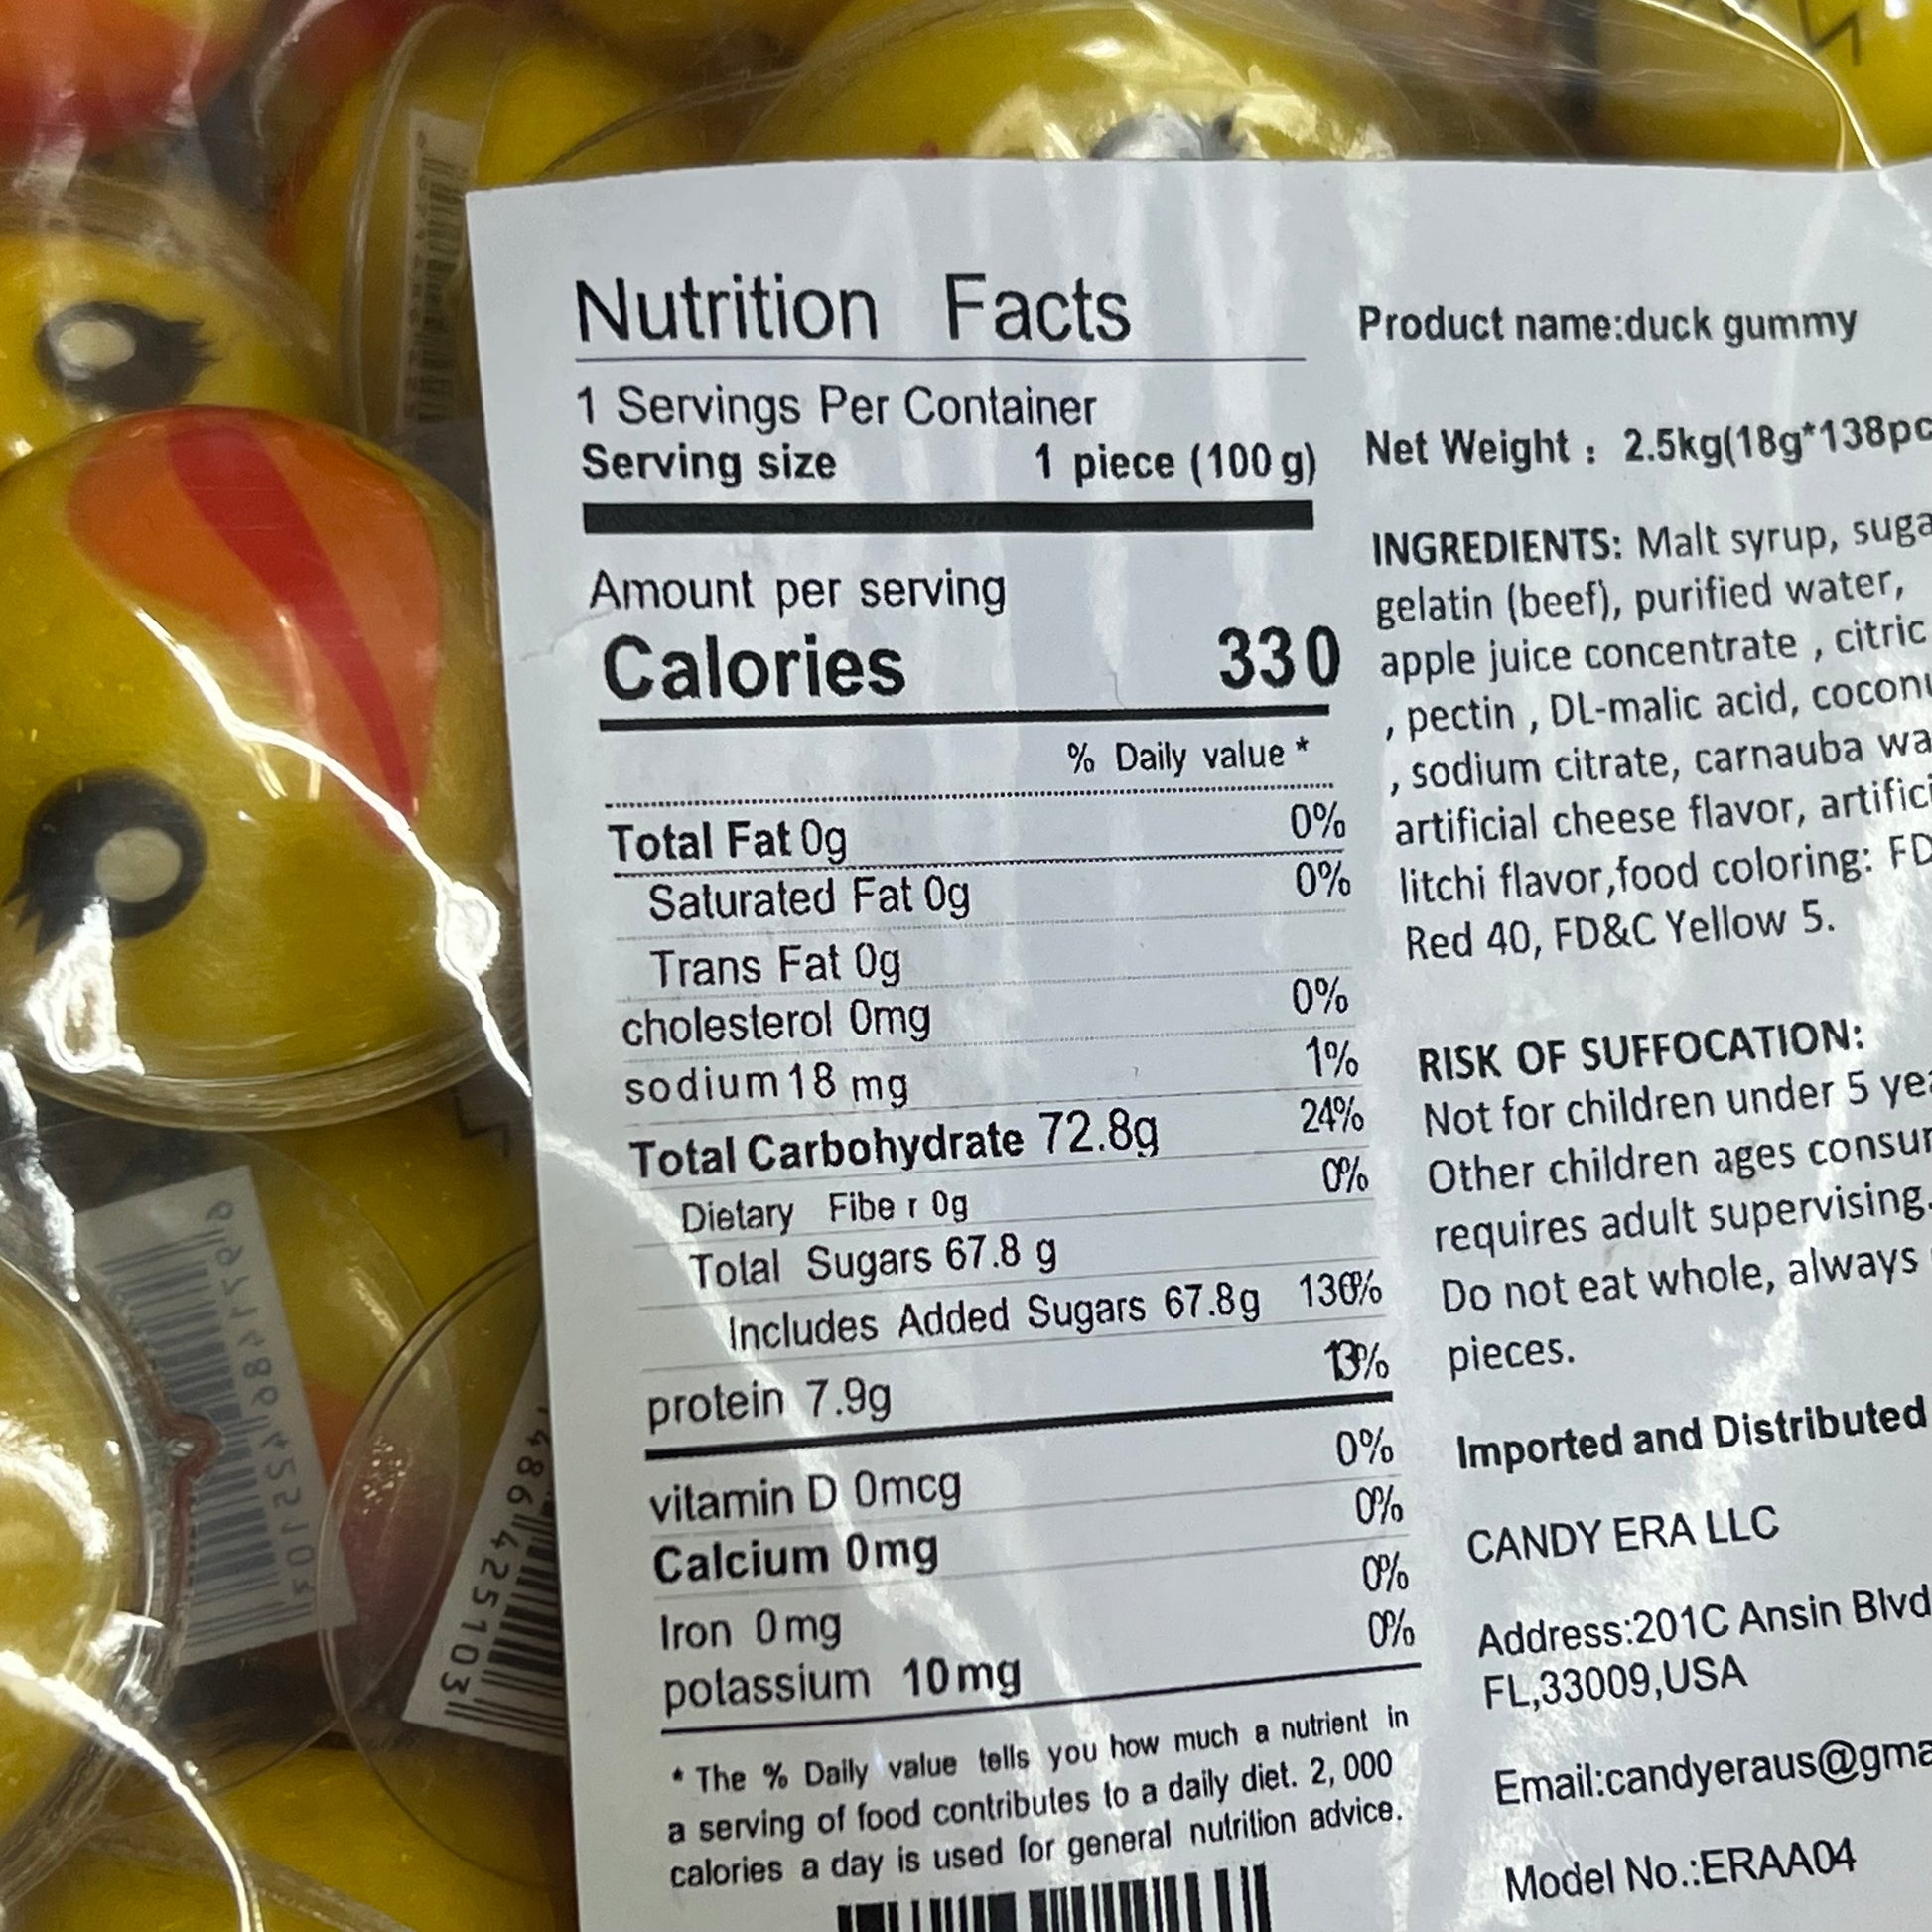 Nutrition Facts
1 Servings Per Container
Serving size 1 piece (100 g)
Amount per serving
Calories 330
% Daily value *
Total Fat 0g 0%
Saturated Fat 0g 0%
Trans Fat 0g
cholesterol 0mg 0%
sodium 18 mg 1%
Total Carbohydrate 72.8g 24%
Dietary Fibe r 0g 0%
Total Sugars 67.8 g
Includes Added Sugars 67.8g 136%
protein 7.9g 13%
vitamin D 0mcg 0%
Calcium 0mg 0%
Iron 0mg 0%
potassium 10mg 0%
* The % Daily value tells you how much a nutrient in
a serving of food contributes to a daily diet. 2, 000
calories a day is used for general nutrition advice.
Product name:duck gummy
Net Weight : 2.5kg(18g*138pc
INGREDIENTS: Malt syrup, suga
gelatin (beef), purified water,
apple juice concentrate , citric
, pectin , DL-malic acid, coconu
, sodium citrate, carnauba wa
artificial cheese flavor, artific
litchi flavor,food coloring: FD
Red 40, FD&C Yellow 5.
RISK OF SUFFOCATION:
Not for children under 5 yea
Other children ages consum
requires adult supervising.
Do not eat whole, always
pieces.
Imported and Distributed
CANDY ERA LLC
Address:201C Ansin Blvd
FL,33009,USA
Email:candyeraus@gma
Model No.:ERAA04